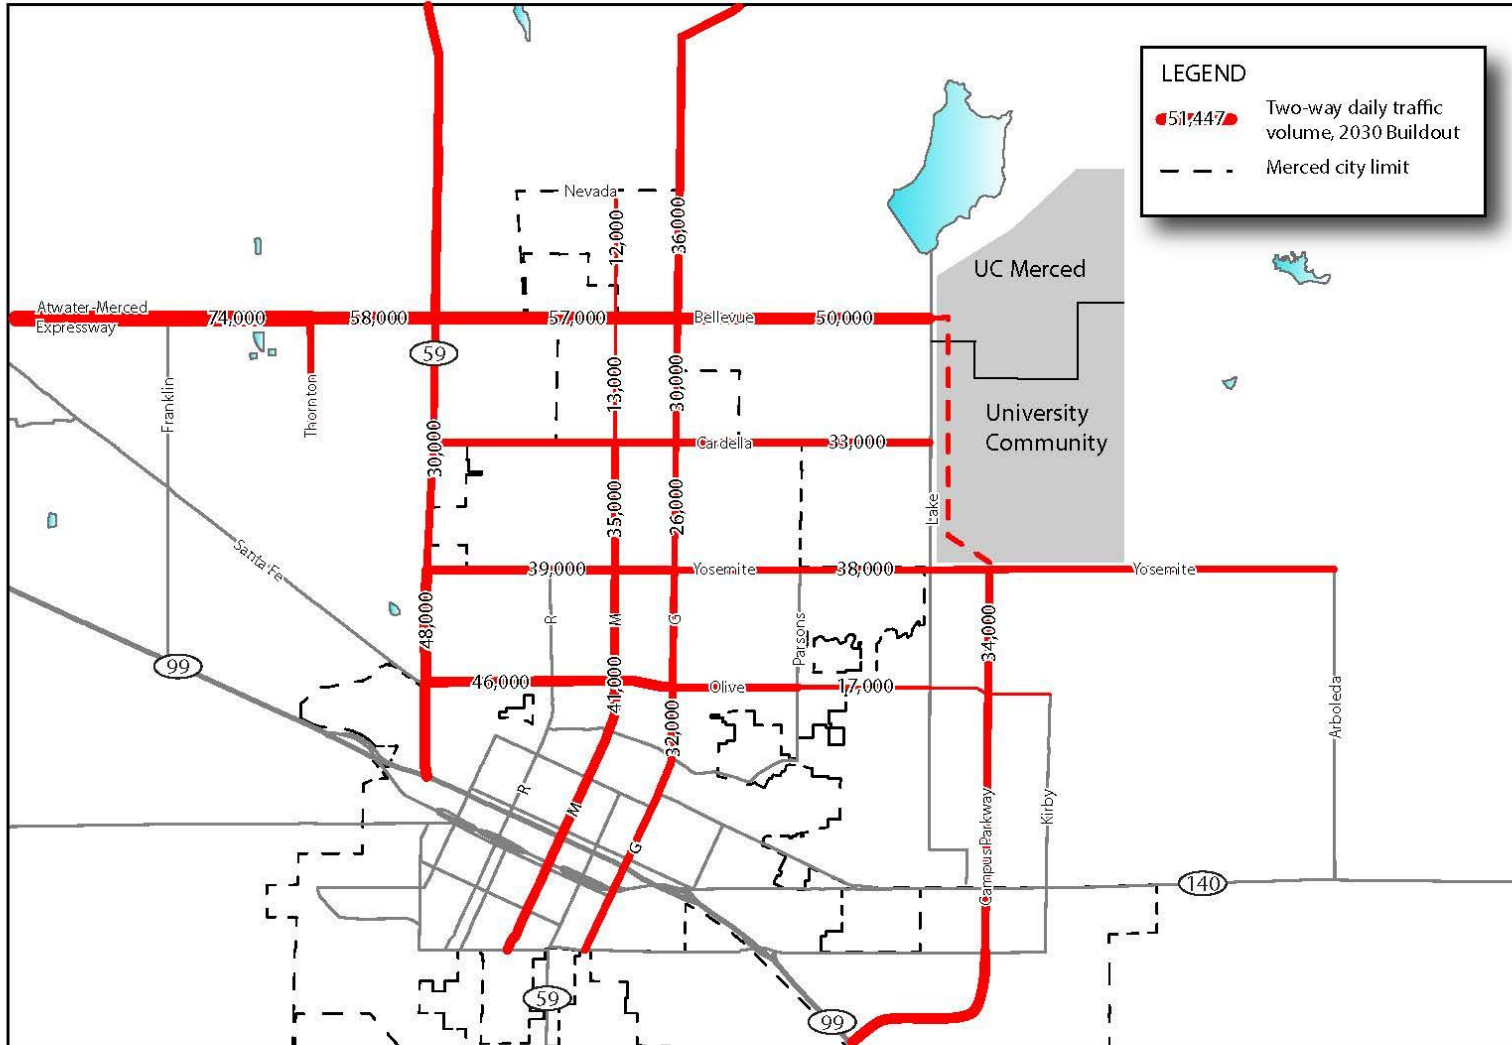 LEGEND
51,447
Two-way daily traffic
volume, 2030 Buildout
Merced city limit
Nevada
12,000
36,000
UC Merced
Atwater-Merced
Expressway
74,000
58,000
57,000
Bellevue
50,000
59
Franklin
Thornton
13,000
30,000
University
Community
30,000
Cardella
33,000
35,000
26,000
Lake
Santa Fe
39,000
Yosemite
38,000
Yosemite
48,000
R
M
G
Parsons
34,000
99
46,000
41,000
Olive
17,000
32,000
Arboleda
R
M
G
Campus Parkway
Kirby
140
59
99